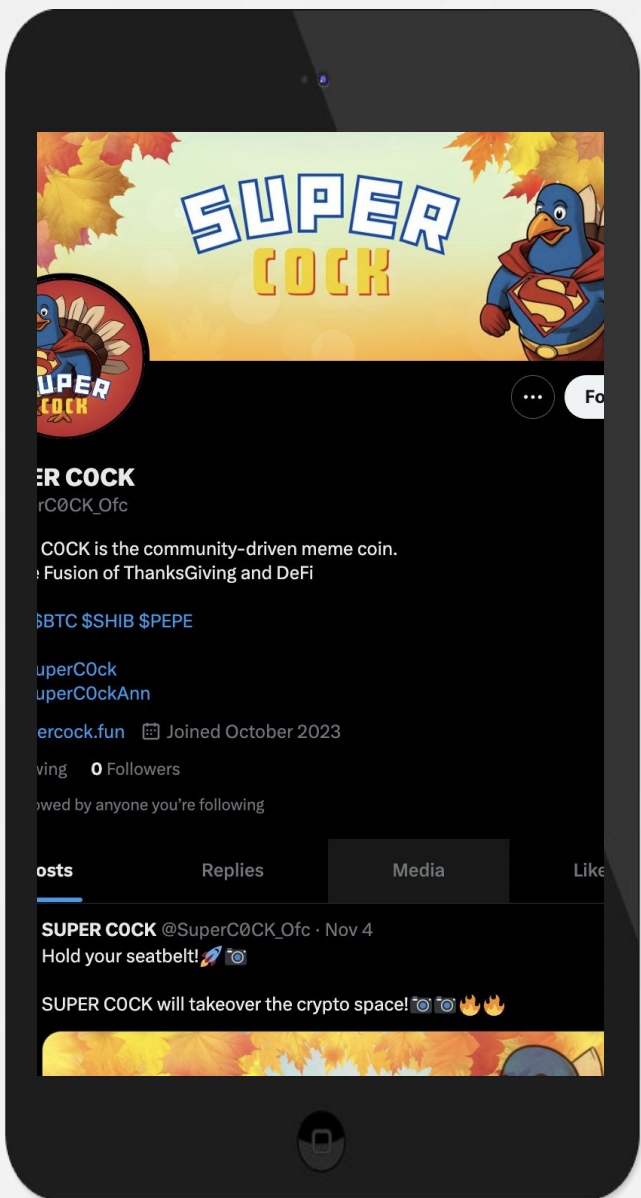 SUPER
COCK
UPER
COCK
Fo
ER C0CK
rC0CK_Ofc
C0CK is the community-driven meme coin.
Fusion of ThanksGiving and DeFi
$BTC $SHIB $PEPE
uperC0ck
uperC0ckAnn
ercock.fun Joined October 2023
ving 0 Followers
owed by anyone you're following
osts Replies Media Like
SUPER C0CK @SuperC0CK_Ofc · Nov 4
Hold your seatbelt!🚀📷
SUPER C0CK will takeover the crypto space!📷📷🔥🔥